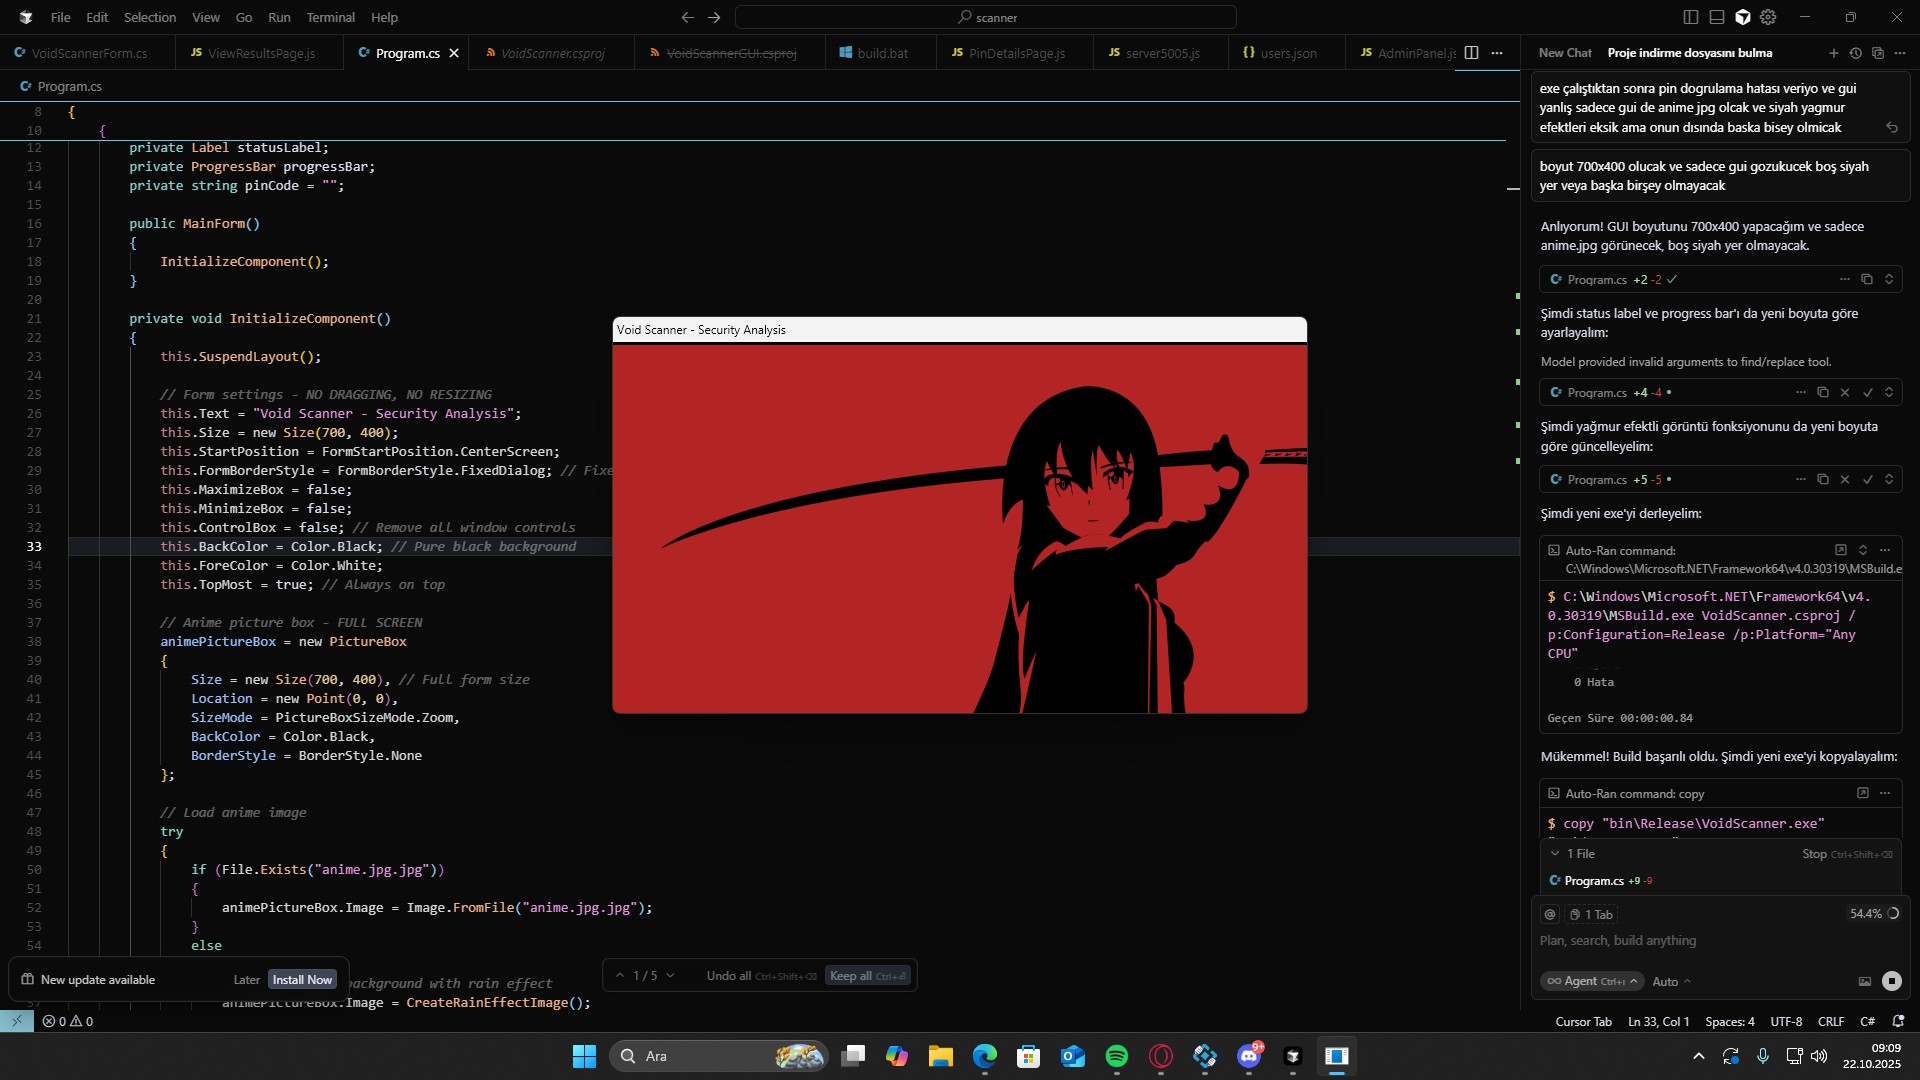 File Edit Selection View Go Run Terminal Help
scanner
VoidScannerForm.cs
JS ViewResultsPage.js
Program.cs
VoidScanner.csproj
VoidScannerGUI.csproj
build.bat
JS PinDetailsPage.js
JS server5005.js
{} users.json
JS AdminPanel.js
New Chat
Proje indirme dosyasını bulma
Program.cs
8 {
10 {
12 private Label statusLabel;
13 private ProgressBar progressBar;
14 private string pinCode = "";
15
16 public MainForm()
17 {
18 InitializeComponent();
19 }
20
21 private void InitializeComponent()
22 {
23 this.SuspendLayout();
24
25 // Form settings - NO DRAGGING, NO RESIZING
26 this.Text = "Void Scanner - Security Analysis";
27 this.Size = new Size(700, 400);
28 this.StartPosition = FormStartPosition.CenterScreen;
29 this.FormBorderStyle = FormBorderStyle.FixedDialog; // Fixe
30 this.MaximizeBox = false;
31 this.MinimizeBox = false;
32 this.ControlBox = false; // Remove all window controls
33 this.BackColor = Color.Black; // Pure black background
34 this.ForeColor = Color.White;
35 this.TopMost = true; // Always on top
36
37 // Anime picture box - FULL SCREEN
38 animePictureBox = new PictureBox
39 {
40 Size = new Size(700, 400), // Full form size
41 Location = new Point(0, 0),
42 SizeMode = PictureBoxSizeMode.Zoom,
43 BackColor = Color.Black,
44 BorderStyle = BorderStyle.None
45 };
46
47 // Load anime image
48 try
49 {
50 if (File.Exists("anime.jpg.jpg"))
51 {
52 animePictureBox.Image = Image.FromFile("anime.jpg.jpg");
53 }
54 else
background with rain effect
animePictureBox.Image = CreateRainEffectImage();
Void Scanner - Security Analysis
New update available
Later
Install Now
1 / 5
Undo all Ctrl+Shift+⌫
Keep all Ctrl+⏎
exe çalıştıktan sonra pin dogrulama hatası veriyo ve gui
yanlış sadece gui de anime jpg olcak ve siyah yagmur
efektleri eksik ama onun dısında baska bisey olmicak
boyut 700x400 olucak ve sadece gui gozukucek boş siyah
yer veya başka birşey olmayacak
Anlıyorum! GUI boyutunu 700x400 yapacağım ve sadece
anime.jpg görünecek, boş siyah yer olmayacak.
Program.cs +2 -2
Şimdi status label ve progress bar'ı da yeni boyuta göre
ayarlayalım:
Model provided invalid arguments to find/replace tool.
Program.cs +4 -4
Şimdi yağmur efektli görüntü fonksiyonunu da yeni boyuta
göre güncelleyelim:
Program.cs +5 -5
Şimdi yeni exe'yi derleyelim:
Auto-Ran command:
C:\Windows\Microsoft.NET\Framework64\v4.0.30319\MSBuild.e
$ C:\Windows\Microsoft.NET\Framework64\v4.
0.30319\MSBuild.exe VoidScanner.csproj /
p:Configuration=Release /p:Platform="Any
CPU"
0 Hata
Geçen Süre 00:00:00.84
Mükemmel! Build başarılı oldu. Şimdi yeni exe'yi kopyalayalım:
Auto-Ran command: copy
$ copy "bin\Release\VoidScanner.exe"
1 File
Stop Ctrl+Shift+⌫
Program.cs +9 -9
@ 1 Tab
54.4%
Plan, search, build anything
Agent Ctrl+I
Auto
0 0
Cursor Tab
Ln 33, Col 1
Spaces: 4
UTF-8
CRLF
C#
Ara
9+
09:09
22.10.2025